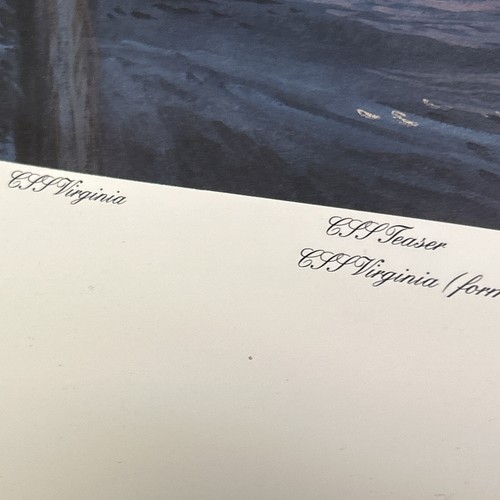 CSS Virginia
CSS Teaser
CSS Virginia (form